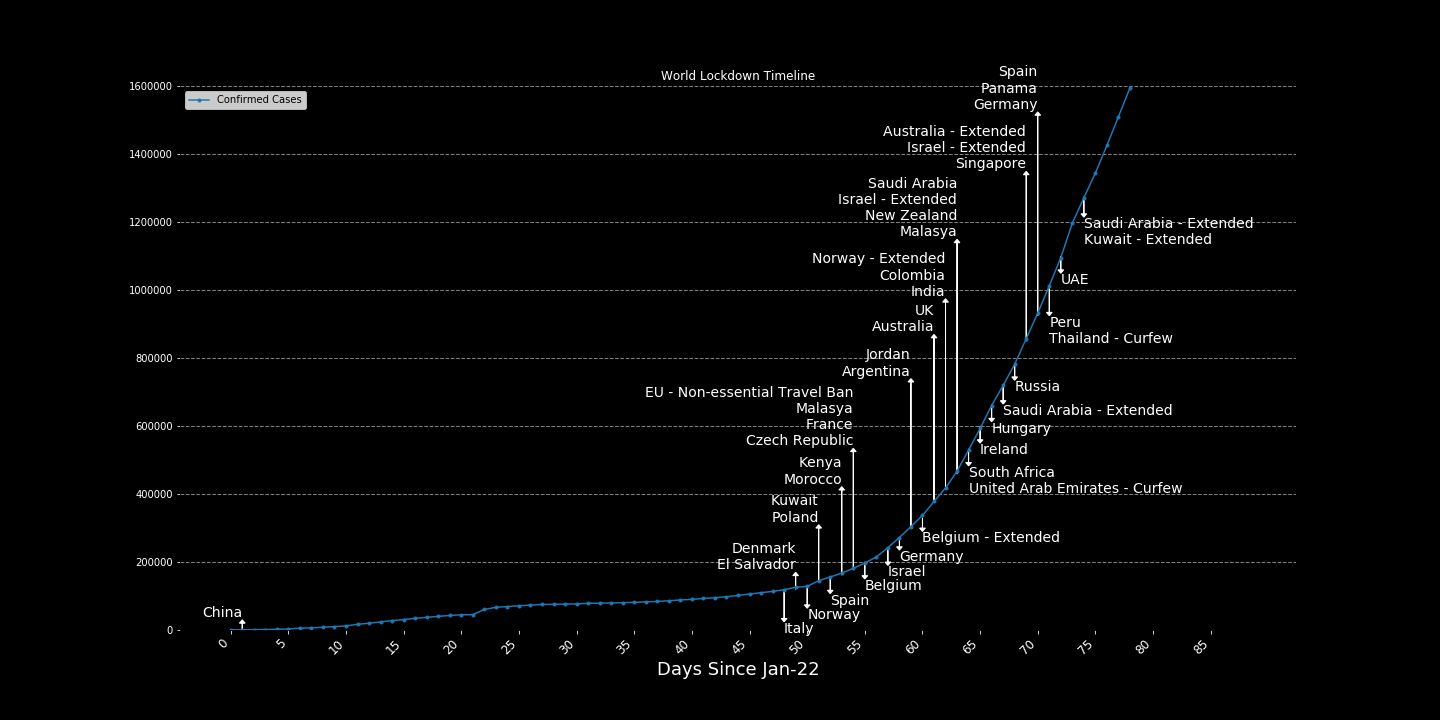 World Lockdown Timeline
Confirmed Cases
1600000
1400000
1200000
1000000
800000
600000
400000
200000
0
China
Italy
Denmark
El Salvador
Norway
Kuwait
Poland
Spain
Kenya
Morocco
EU - Non-essential Travel Ban
Malasya
France
Czech Republic
Belgium
Israel
Germany
Jordan
Argentina
Belgium - Extended
UK
Australia
Norway - Extended
Colombia
India
Saudi Arabia
Israel - Extended
New Zealand
Malasya
South Africa
United Arab Emirates - Curfew
Ireland
Hungary
Saudi Arabia - Extended
Russia
Australia - Extended
Israel - Extended
Singapore
Spain
Panama
Germany
Peru
Thailand - Curfew
UAE
Saudi Arabia - Extended
Kuwait - Extended
0
5
10
15
20
25
30
35
40
45
50
55
60
65
70
75
80
85
Days Since Jan-22